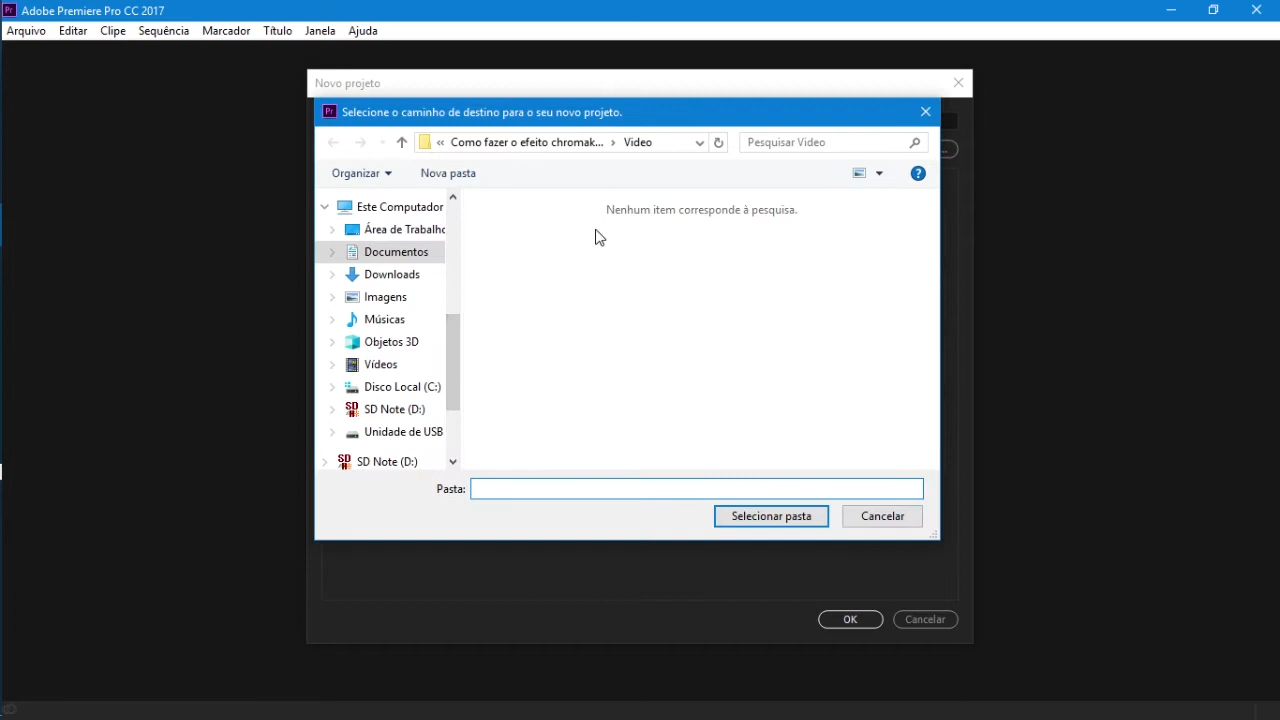 Pr Adobe Premiere Pro CC 2017
Arquivo Editar Clipe Sequência Marcador Título Janela Ajuda
Novo projeto
Pr Selecione o caminho de destino para o seu novo projeto.
« Como fazer o efeito chromak... > Video
Pesquisar Video
...
Organizar Nova pasta
?
Este Computador
Nenhum item corresponde à pesquisa.
Área de Trabalho
Documentos
Downloads
Imagens
Músicas
Objetos 3D
Vídeos
Disco Local (C:)
SD Note (D:)
Unidade de USB
SD Note (D:)
Pasta:
Selecionar pasta Cancelar
OK Cancelar